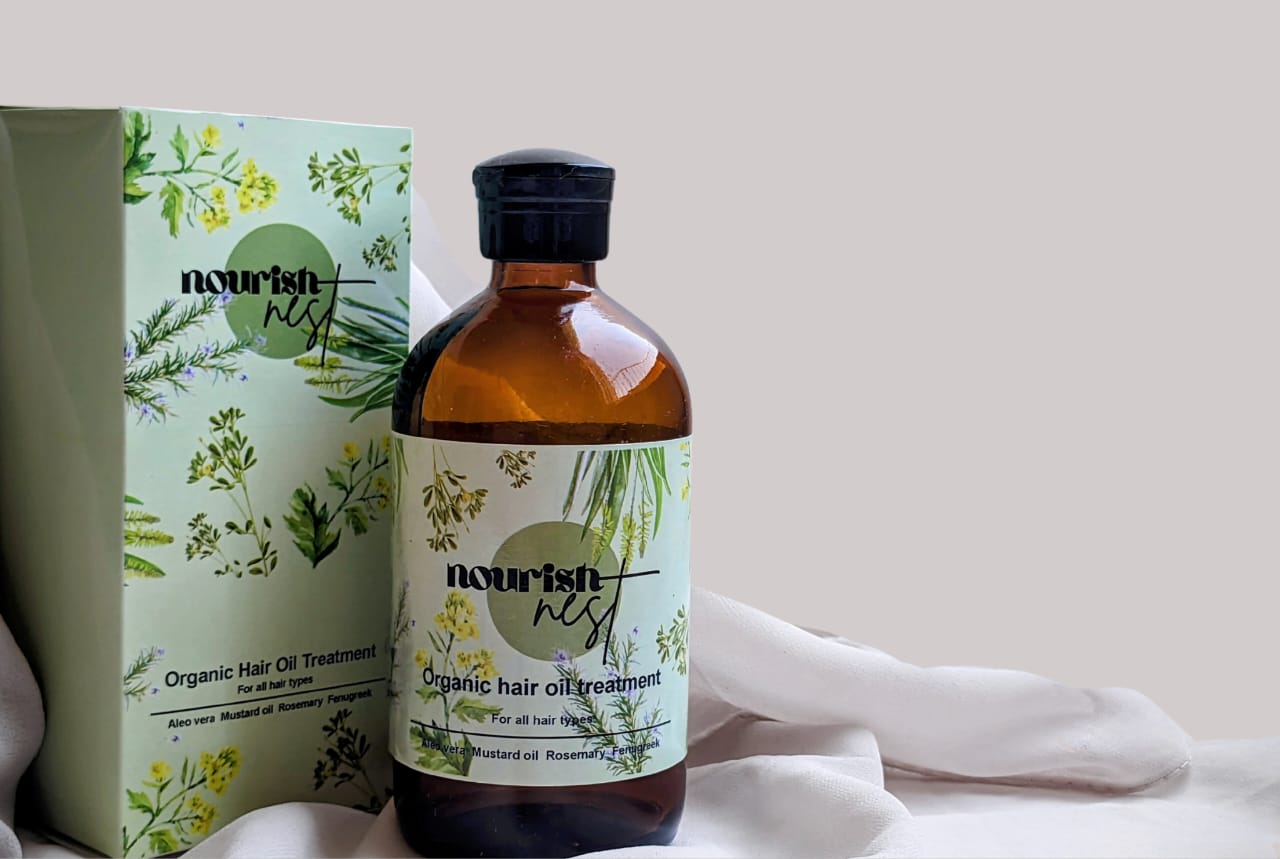 nourish
nest
Organic Hair Oil Treatment
For all hair types
Aleo vera Mustard oil Rosemary Fenugreek
nourish
nest
Organic hair oil treatment
For all hair types
Aleo vera Mustard oil Rosemary Fenugreek